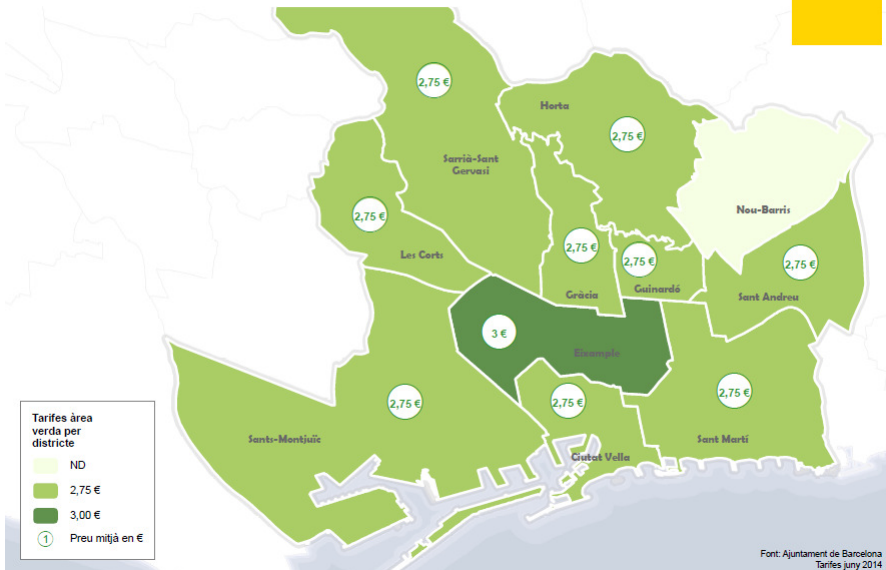 2,75 €
Horta
2,75 €
Sarrià-Sant
Gervasi
Nou-Barris
2,75 €
Les Corts
2,75 €
Gràcia
2,75 €
Guinardó
2,75 €
Sant Andreu
3 €
Eixample
2,75 €
Sants-Montjuïc
2,75 €
Ciutat Vella
2,75 €
Sant Martí
Tarifes àrea
verda per
districte
ND
2,75 €
3,00 €
1 Preu mitjà en €
Font: Ajuntament de Barcelona
Tarifes juny 2014